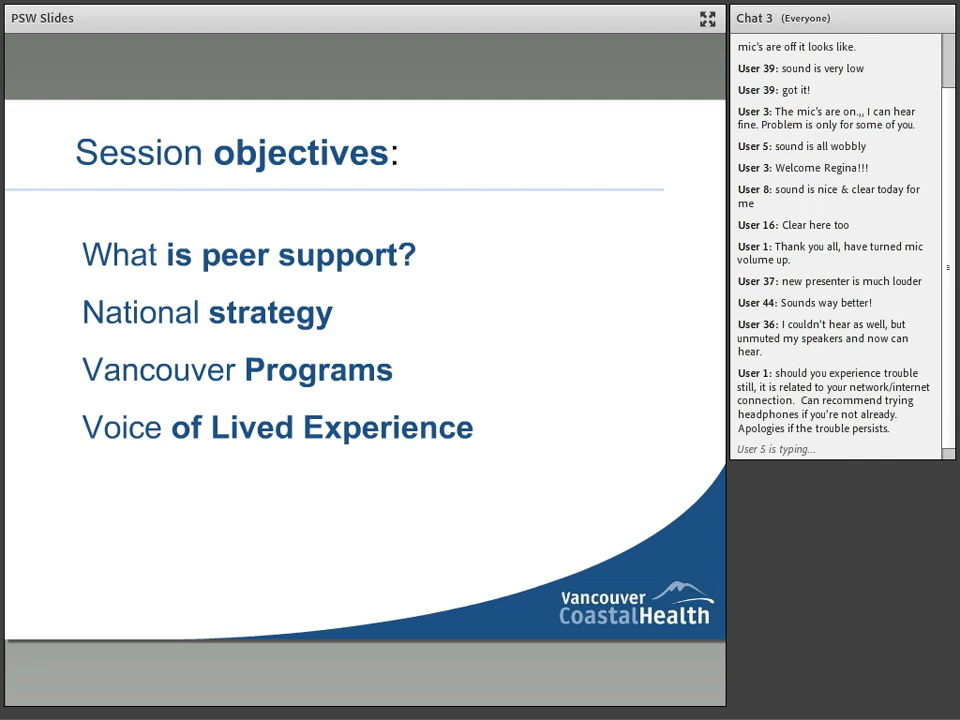 PSW Slides
Session objectives:
What is peer support?
National strategy
Vancouver Programs
Voice of Lived Experience
Vancouver
CoastalHealth
Chat 3 (Everyone)
mic's are off it looks like.
User 39: sound is very low
User 39: got it!
User 3: The mic's are on.,, I can hear
fine. Problem is only for some of you.
User 5: sound is all wobbly
User 3: Welcome Regina!!!
User 8: sound is nice & clear today for
me
User 16: Clear here too
User 1: Thank you all, have turned mic
volume up.
User 37: new presenter is much louder
User 44: Sounds way better!
User 36: I couldn't hear as well, but
unmuted my speakers and now can
hear.
User 1: should you experience trouble
still, it is related to your network/internet
connection.  Can recommend trying
headphones if you're not already.
Apologies if the trouble persists.
User 5 is typing...